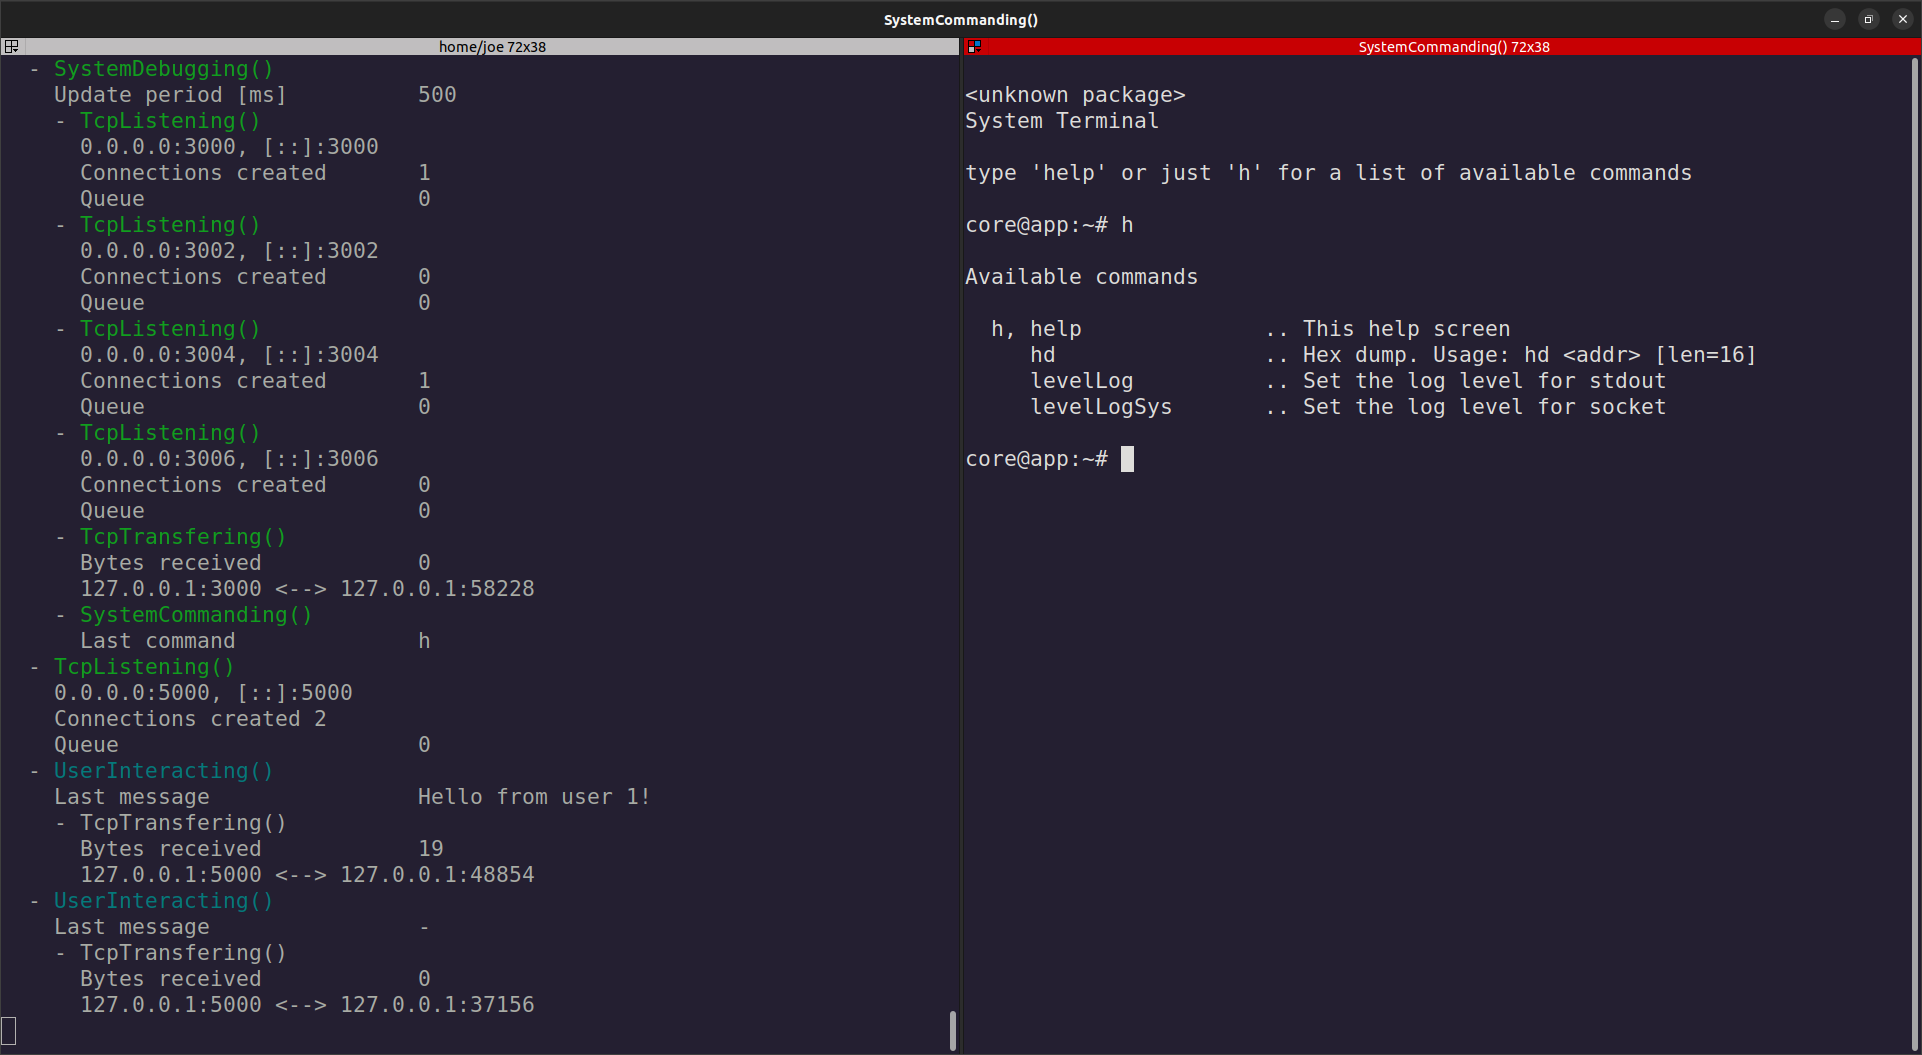 SystemCommanding()
home/joe 72x38
- SystemDebugging()
Update period [ms] 500
- TcpListening()
0.0.0.0:3000, [::]:3000
Connections created 1
Queue 0
- TcpListening()
0.0.0.0:3002, [::]:3002
Connections created 0
Queue 0
- TcpListening()
0.0.0.0:3004, [::]:3004
Connections created 1
Queue 0
- TcpListening()
0.0.0.0:3006, [::]:3006
Connections created 0
Queue 0
- TcpTransfering()
Bytes received 0
127.0.0.1:3000 <--> 127.0.0.1:58228
- SystemCommanding()
Last command h
- TcpListening()
0.0.0.0:5000, [::]:5000
Connections created 2
Queue 0
- UserInteracting()
Last message Hello from user 1!
- TcpTransfering()
Bytes received 19
127.0.0.1:5000 <--> 127.0.0.1:48854
- UserInteracting()
Last message -
- TcpTransfering()
Bytes received 0
127.0.0.1:5000 <--> 127.0.0.1:37156
SystemCommanding() 72x38
<unknown package>
System Terminal
type 'help' or just 'h' for a list of available commands
core@app:~# h
Available commands
h, help .. This help screen
hd .. Hex dump. Usage: hd <addr> [len=16]
levelLog .. Set the log level for stdout
levelLogSys .. Set the log level for socket
core@app:~#